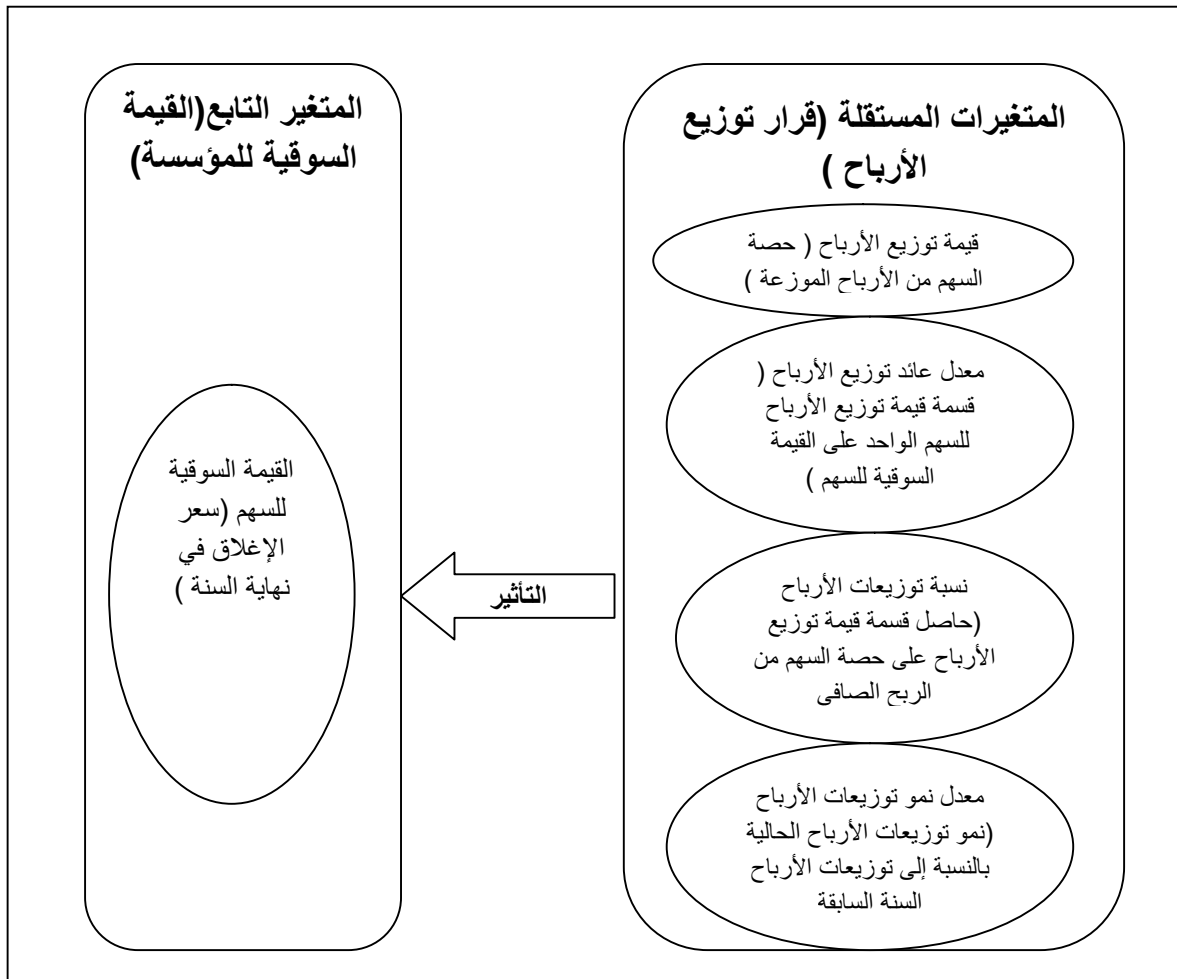 المتغيرات المستقلة (قرار توزيع
الأرباح )
قيمة توزيع الأرباح ( حصة
السهم من الأرباح الموزعة )
معدل عائد توزيع الأرباح (
قسمة قيمة توزيع الأرباح
للسهم الواحد على القيمة
السوقية للسهم )
نسبة توزيعات الأرباح
(حاصل قسمة قيمة توزيع
الأرباح على حصة السهم من
الربح الصافى
معدل نمو توزيعات الأرباح
(نمو توزيعات الأرباح الحالية
بالنسبة إلى توزيعات الأرباح
السنة السابقة
التأثير
المتغير التابع(القيمة
السوقية للمؤسسة)
القيمة السوقية
للسهم (سعر
الإغلاق في
نهاية السنة )